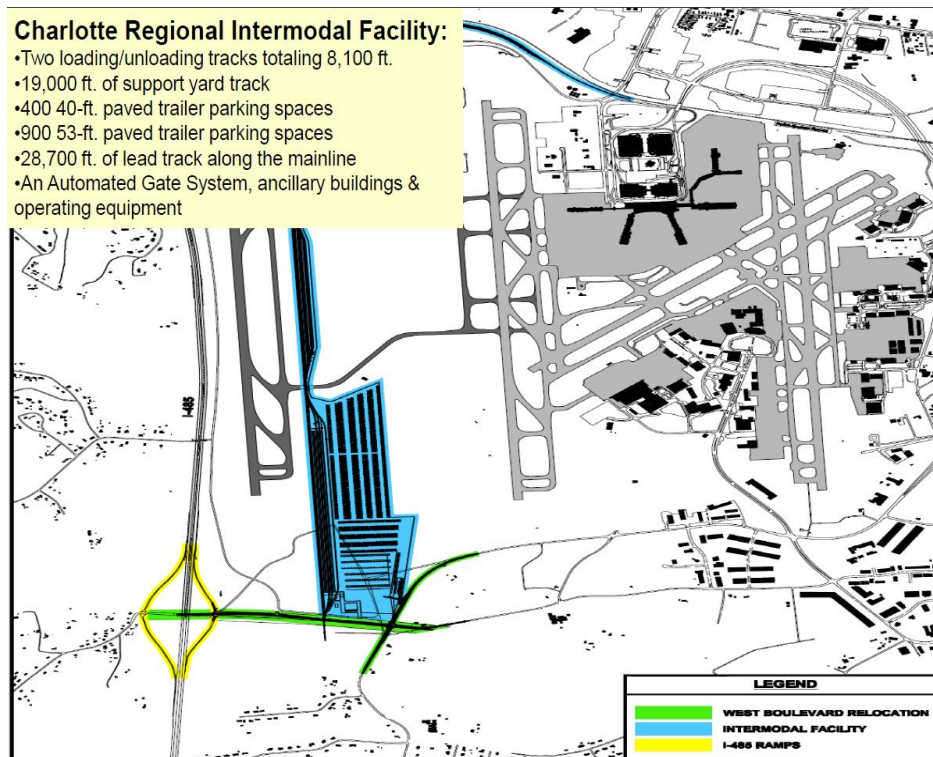 Charlotte Regional Intermodal Facility:
•Two loading/unloading tracks totaling 8,100 ft.
•19,000 ft. of support yard track
•400 40-ft. paved trailer parking spaces
•900 53-ft. paved trailer parking spaces
•28,700 ft. of lead track along the mainline
•An Automated Gate System, ancillary buildings &
operating equipment
I-485
LEGEND
WEST BOULEVARD RELOCATION
INTERMODAL FACILITY
I-485 RAMPS